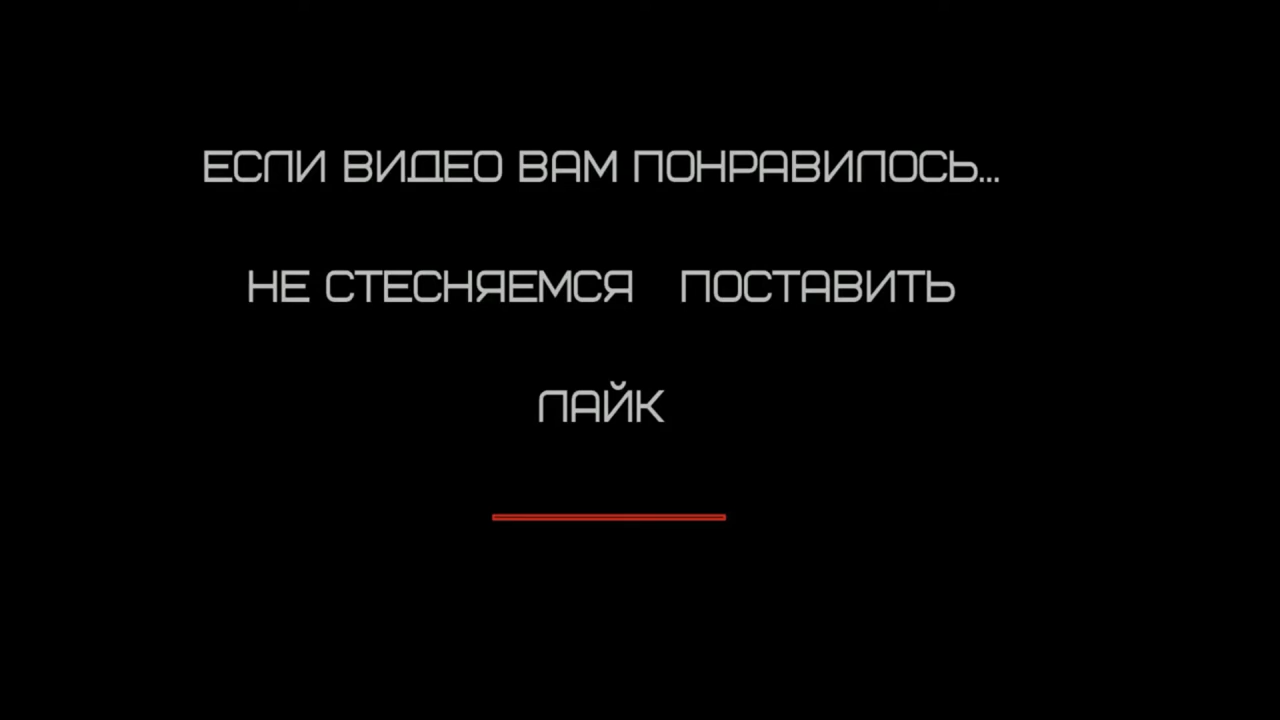 ЕСЛИ ВИДЕО ВАМ ПОНРАВИЛОСЬ...
НЕ СТЕСНЯЕМСЯ ПОСТАВИТЬ
ЛАЙК